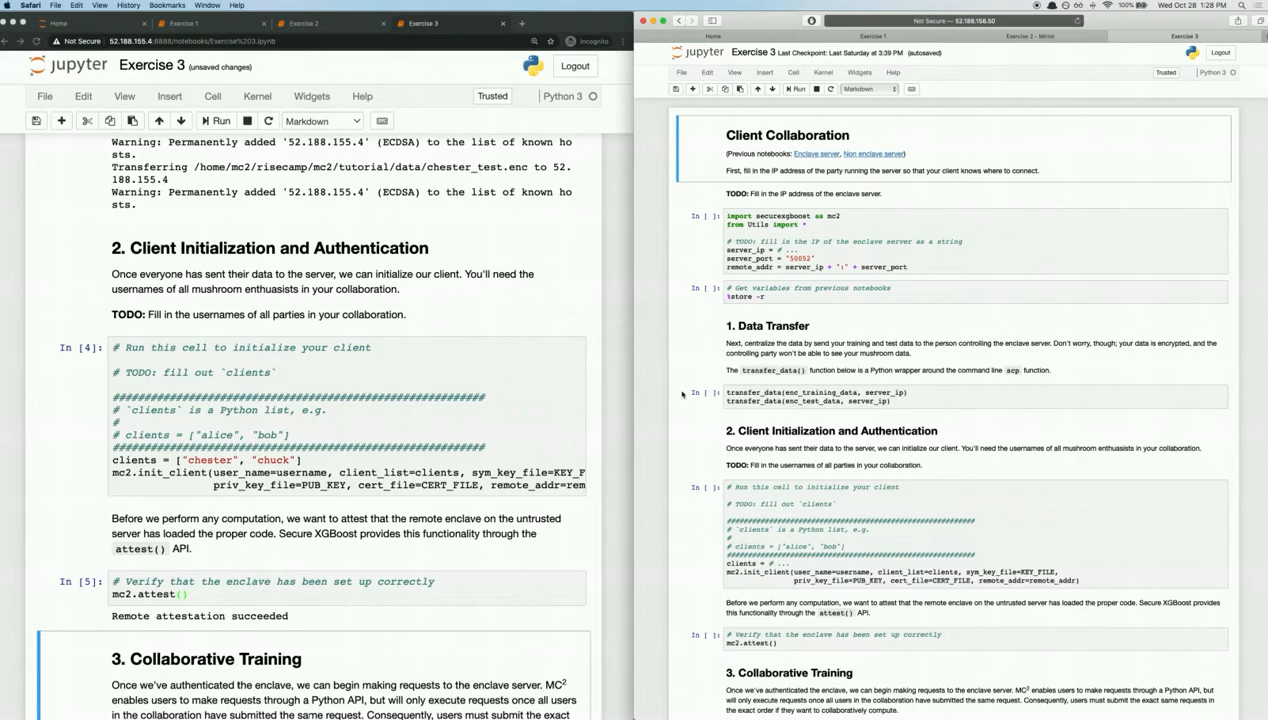 Safari File Edit View History Bookmarks Window Help
100% Wed Oct 28 1:28 PM
Home Exercise 1 Exercise 2 Exercise 3
Not Secure 52.188.155.4:8888/notebooks/Exercise%203.ipynb Incognito
jupyter Exercise 3 (unsaved changes) Logout
File Edit View Insert Cell Kernel Widgets Help Trusted Python 3
Run Markdown
Warning: Permanently added '52.188.155.4' (ECDSA) to the list of known ho
sts.
Transferring /home/mc2/risecamp/mc2/tutorial/data/chester_test.enc to 52.
188.155.4
Warning: Permanently added '52.188.155.4' (ECDSA) to the list of known ho
sts.
2. Client Initialization and Authentication
Once everyone has sent their data to the server, we can initialize our client. You'll need the
usernames of all mushroom enthusiasts in your collaboration.
TODO: Fill in the usernames of all parties in your collaboration.
In [4]: # Run this cell to initialize your client
# TODO: fill out `clients`
##################################################
# `clients` is a Python list, e.g.
#
# clients = ["alice", "bob"]
##################################################
clients = ["chester", "chuck"]
mc2.init_client(user_name=username, client_list=clients, sym_key_file=KEY_F
priv_key_file=PUB_KEY, cert_file=CERT_FILE, remote_addr=rem
Before we perform any computation, we want to attest that the remote enclave on the untrusted
server has loaded the proper code. Secure XGBoost provides this functionality through the
attest() API.
In [5]: # Verify that the enclave has been set up correctly
mc2.attest()
Remote attestation succeeded
3. Collaborative Training
Once we've authenticated the enclave, we can begin making requests to the enclave server. MC2
enables users to make requests through a Python API, but will only execute requests once all users
in the collaboration have submitted the same request. Consequently, users must submit the exact
Not Secure — 52.188.156.50
Home Exercise 1 Exercise 2 - Mirror Exercise 3
jupyter Exercise 3 Last Checkpoint: Last Saturday at 3:39 PM (autosaved) Logout
File Edit View Insert Cell Kernel Widgets Help Trusted Python 3
Run Markdown
Client Collaboration
(Previous notebooks: Enclave server, Non enclave server)
First, fill in the IP address of the party running the server so that your client knows where to connect.
TODO: Fill in the IP address of the enclave server.
In [ ]: import securexgboost as mc2
from Utils import *
# TODO: fill in the IP of the enclave server as a string
server_ip = # ...
server_port = "50052"
remote_addr = server_ip + ":" + server_port
In [ ]: # Get variables from previous notebooks
%store -r
1. Data Transfer
Next, centralize the data by send your training and test data to the person controlling the enclave server. Don't worry, though; your data is encrypted, and the
controlling party won't be able to see your mushroom data.
The transfer_data() function below is a Python wrapper around the command line scp function.
In [ ]: transfer_data(enc_training_data, server_ip)
transfer_data(enc_test_data, server_ip)
2. Client Initialization and Authentication
Once everyone has sent their data to the server, we can initialize our client. You'll need the usernames of all mushroom enthusiasts in your collaboration.
TODO: Fill in the usernames of all parties in your collaboration.
In [ ]: # Run this cell to initialize your client
# TODO: fill out `clients`
##################################################
# `clients` is a Python list, e.g.
#
# clients = ["alice", "bob"]
##################################################
clients = # ...
mc2.init_client(user_name=username, client_list=clients, sym_key_file=KEY_FILE,
priv_key_file=PUB_KEY, cert_file=CERT_FILE, remote_addr=remote_addr)
Before we perform any computation, we want to attest that the remote enclave on the untrusted server has loaded the proper code. Secure XGBoost provides
this functionality through the attest() API.
In [ ]: # Verify that the enclave has been set up correctly
mc2.attest()
3. Collaborative Training
Once we've authenticated the enclave, we can begin making requests to the enclave server. MC2 enables users to make requests through a Python API, but
will only execute requests once all users in the collaboration have submitted the same request. Consequently, users must submit the exact same requests in
the exact order if they want to collaboratively compute.